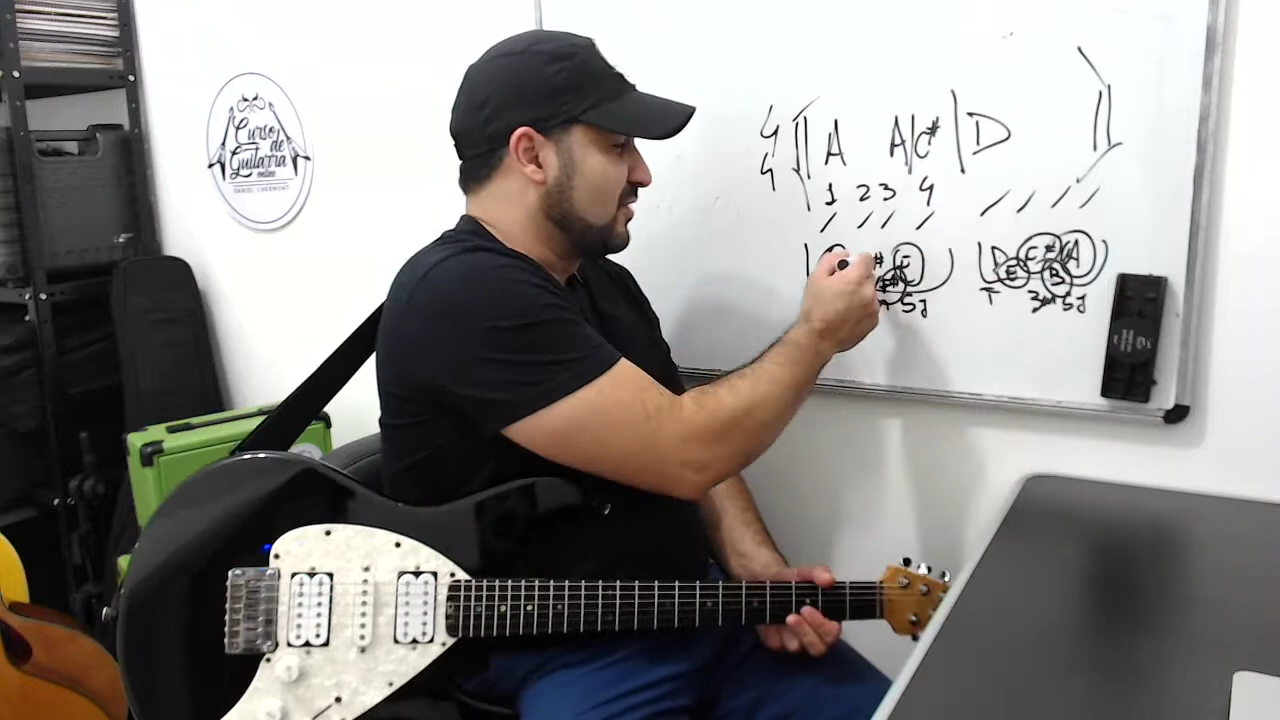 Curso
de
Guitarra
online
DANIEL CHERMONT
4 A A/C# D
4 1 2 3 4
E D F# A
E B
5J T 3M 5J